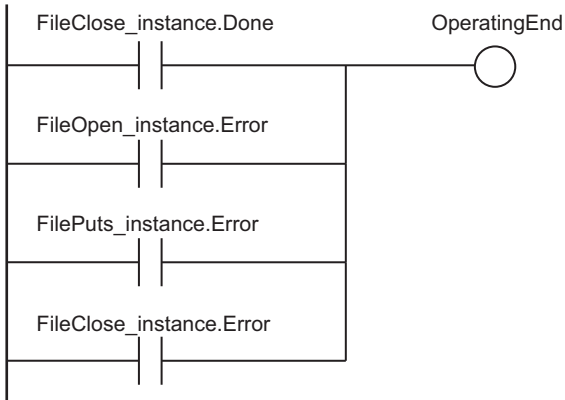 FileClose_instance.Done
OperatingEnd
FileOpen_instance.Error
FilePuts_instance.Error
FileClose_instance.Error